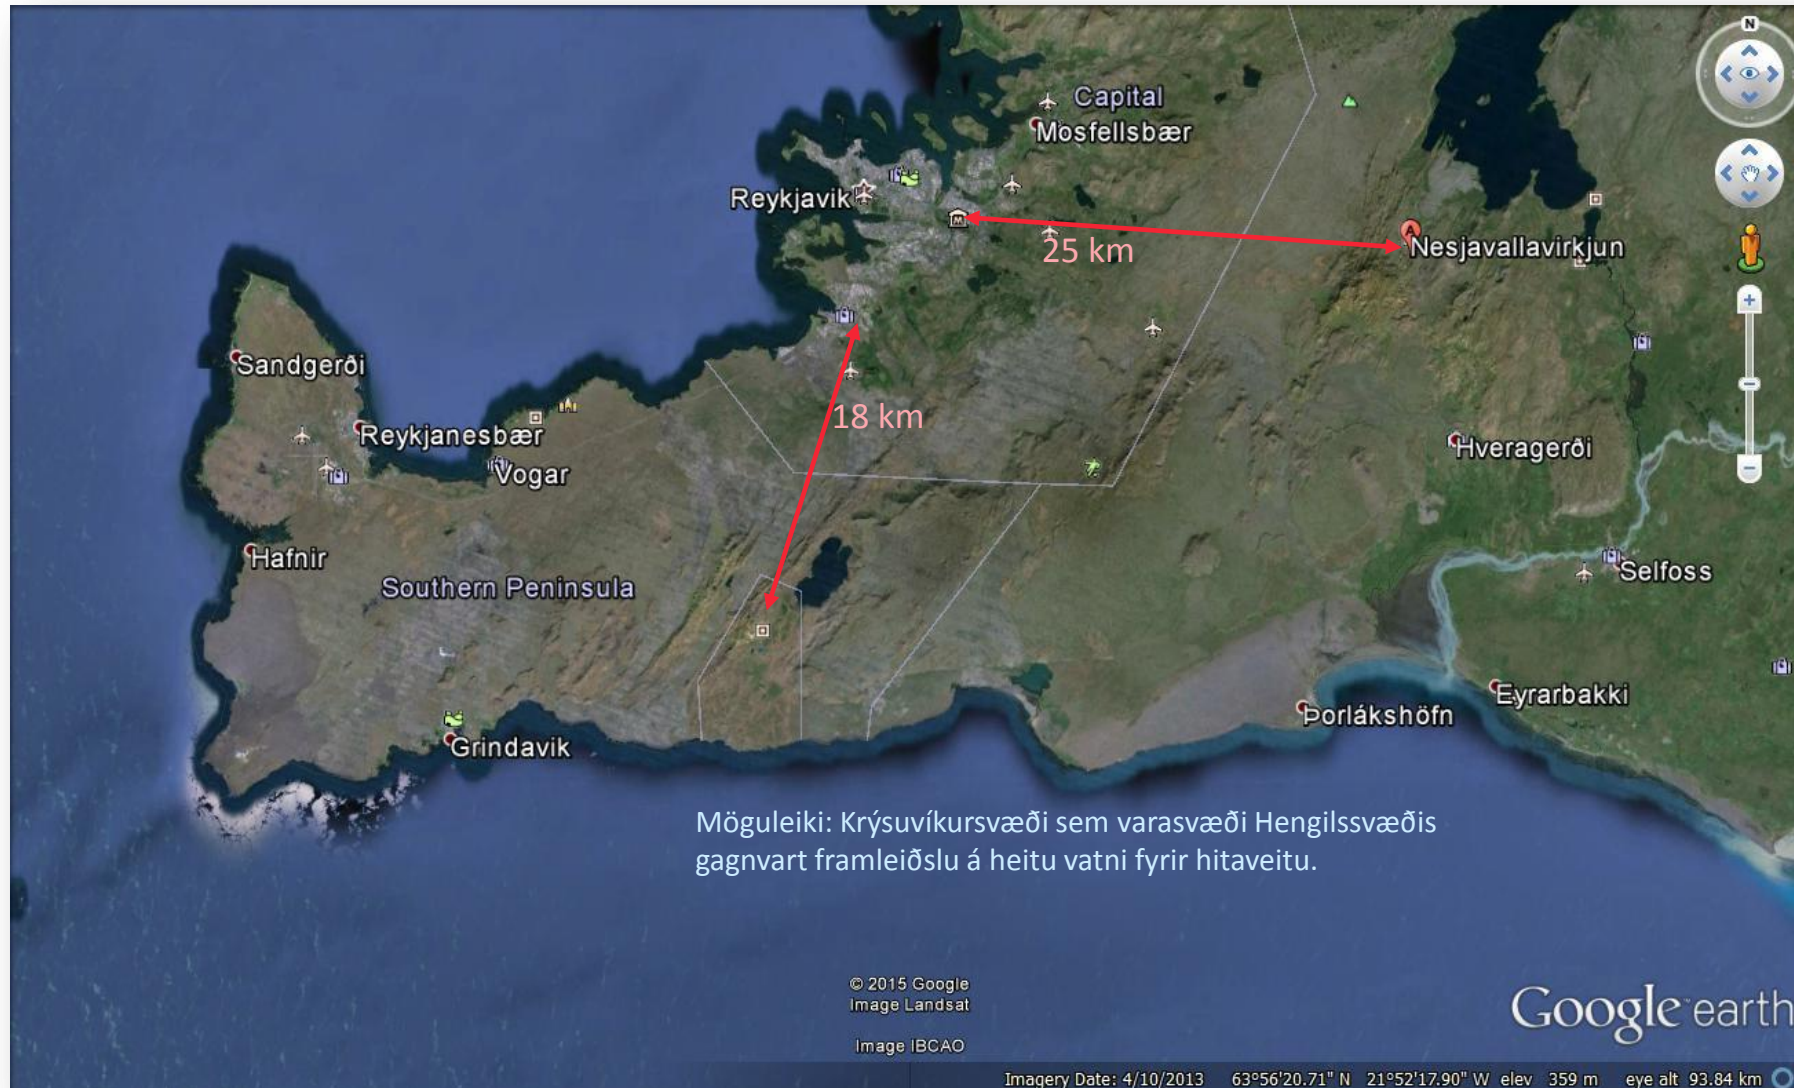 N
Capital
Mosfellsbær
Reykjavik
25 km
A
Nesjavallavirkjun
Sandgerði
18 km
Reykjanesbær
Vogar
Hveragerði
Hafnir
Southern Peninsula
Selfoss
Eyrarbakki
Þorlákshöfn
Grindavik
Möguleiki: Krýsuvíkursvæði sem varasvæði Hengilssvæðis
gagnvart framleiðslu á heitu vatni fyrir hitaveitu.
© 2015 Google
Image Landsat
Image IBCAO
Google earth
Imagery Date: 4/10/2013 63°56'20.71" N 21°52'17.90" W elev 359 m eye alt 93.84 km